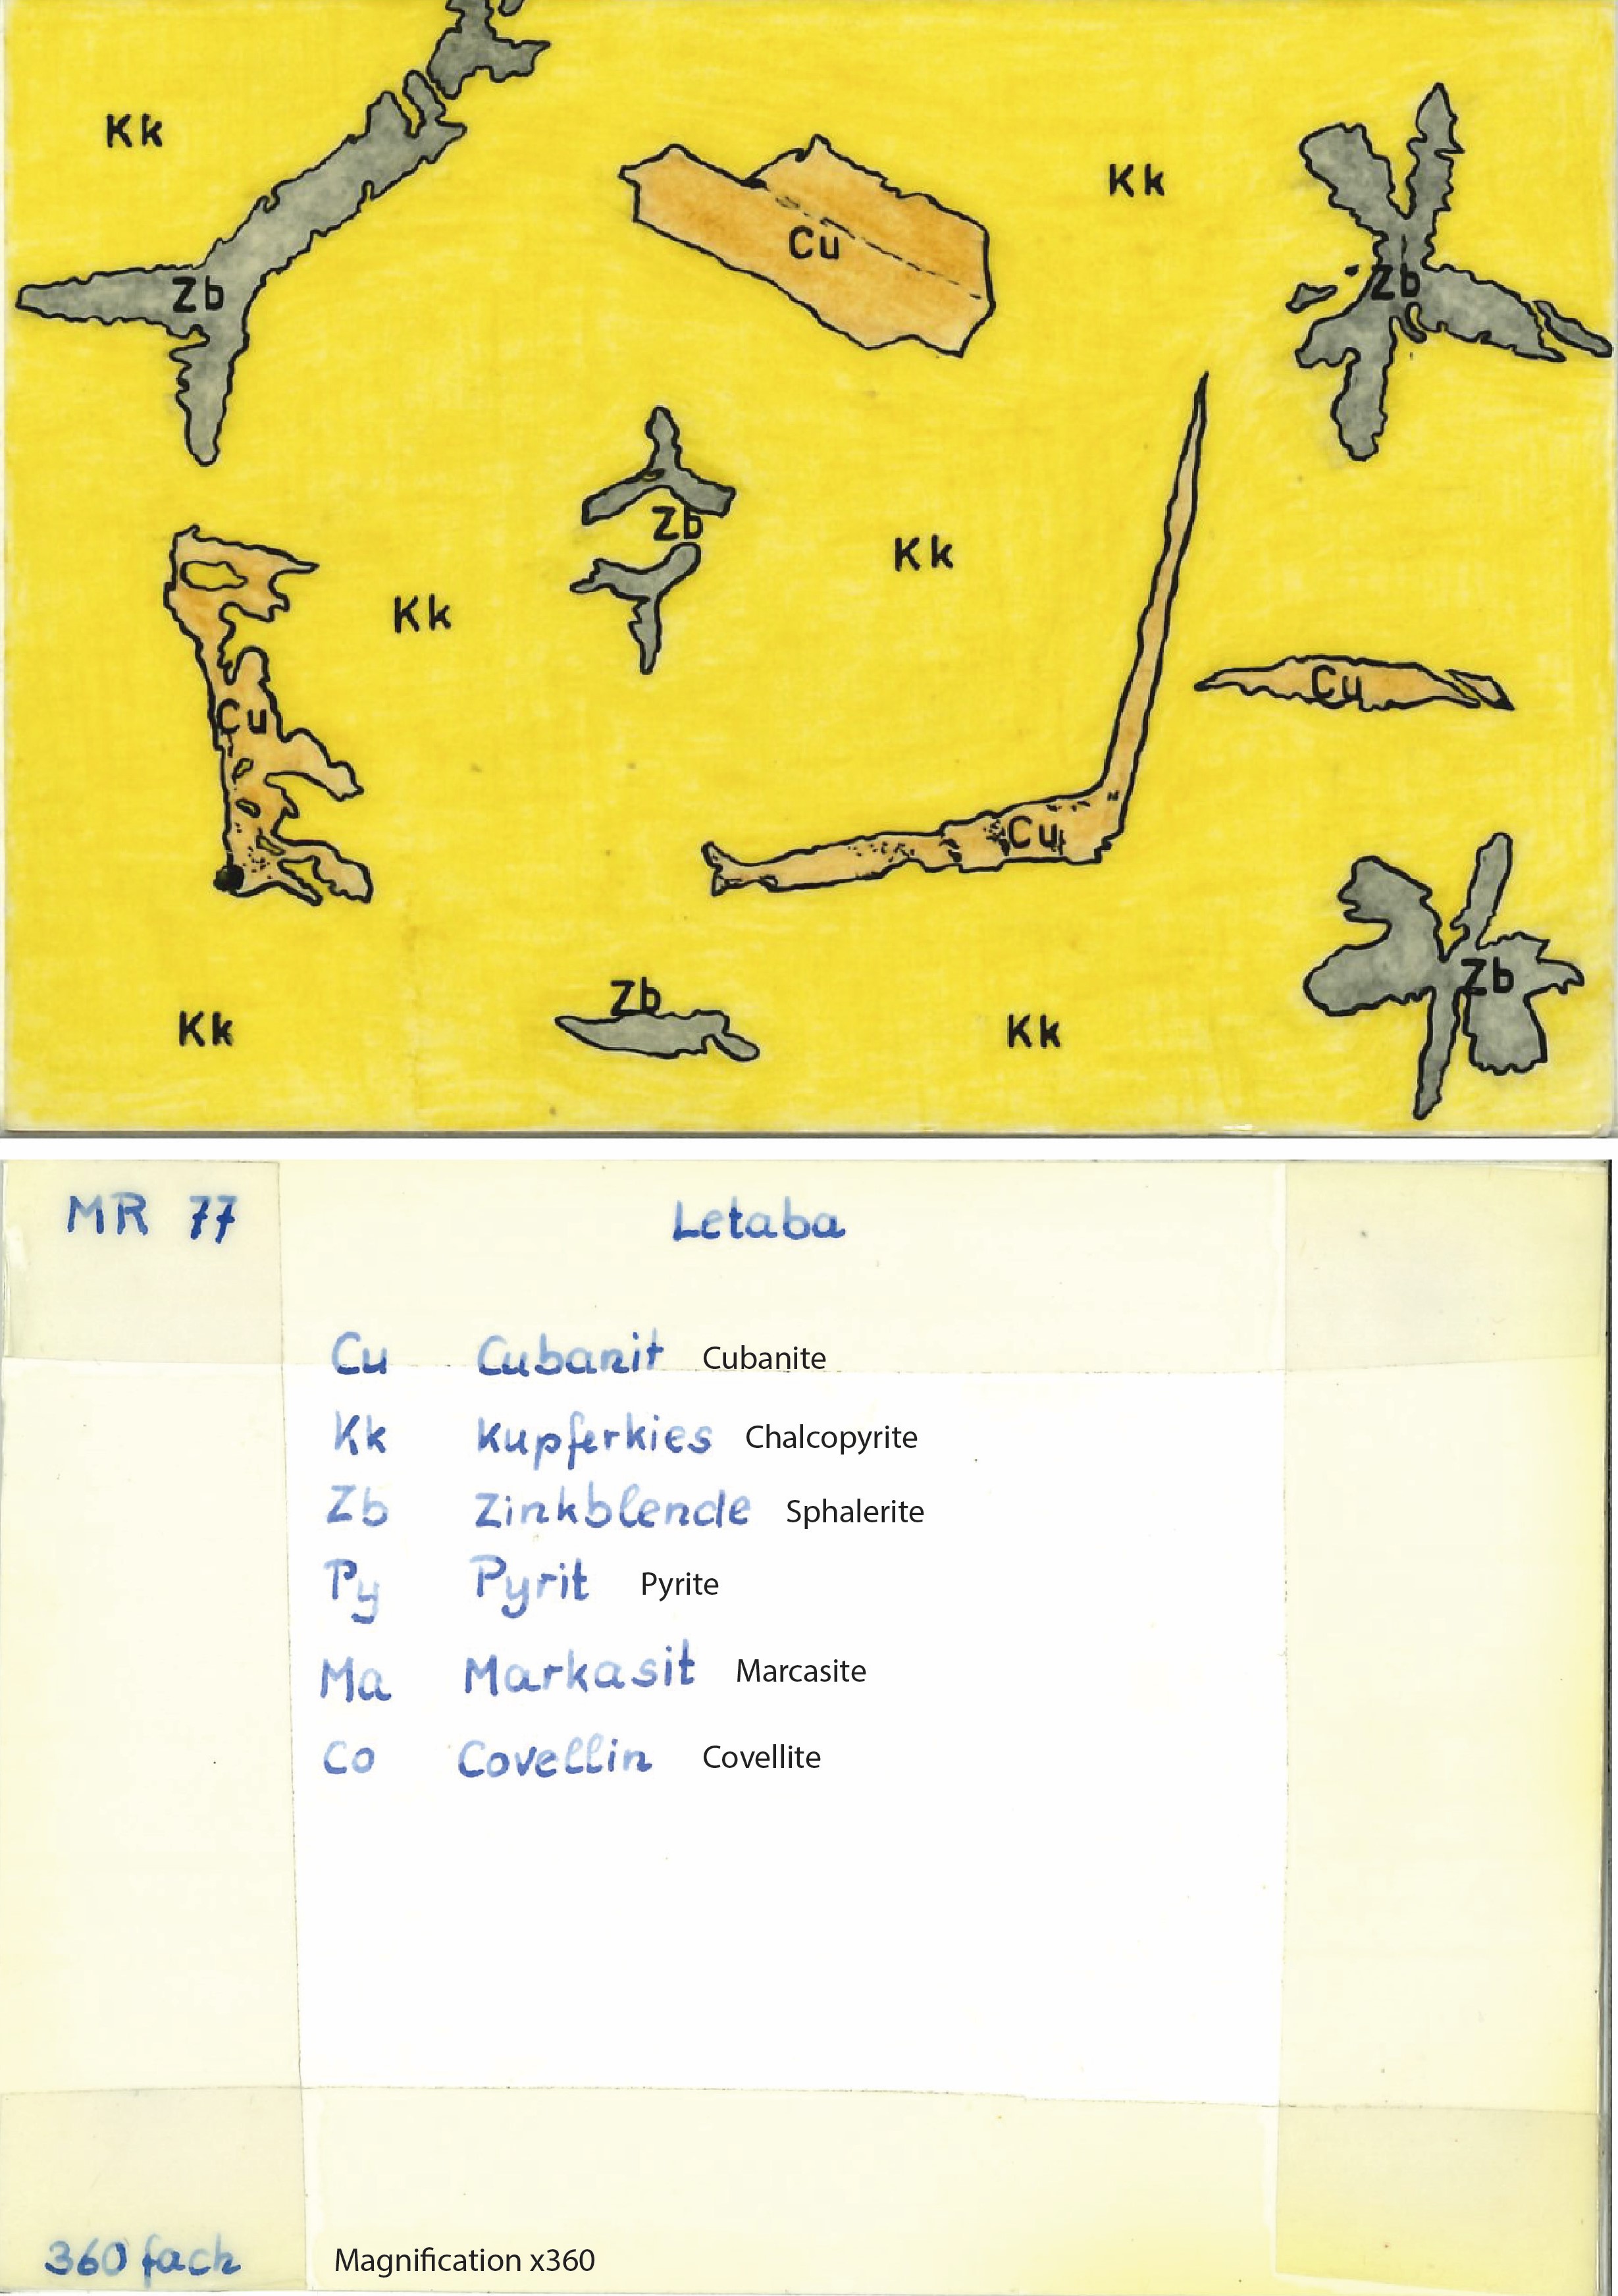 Kk
Kk
Cu
Zb
Zb
Zb
Kk
Kk
Cu
Cu
Cu
Zb
Zb
Kk
Kk
MR 77 Letaba
Cu Cubanit Cubanite
Kk Kupferkies Chalcopyrite
Zb Zinkblende Sphalerite
Py Pyrit Pyrite
Ma Markasit Marcasite
Co Covellin Covellite
360 fach Magnification x360